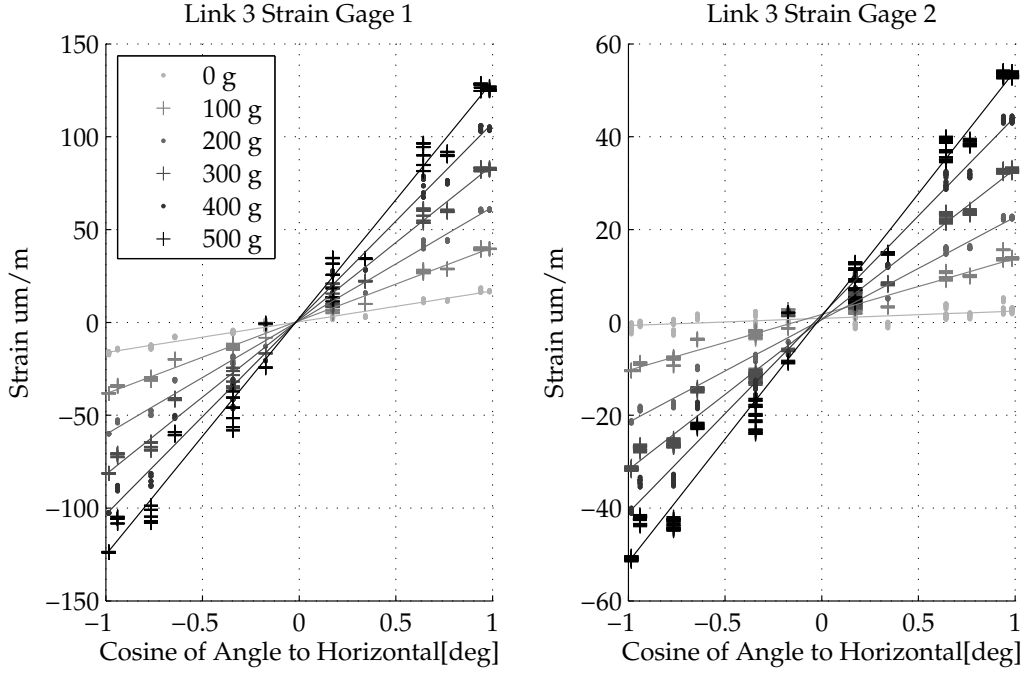 Link 3 Strain Gage 1
150
100
50
0
−50
−100
−150
Strain um/m
0 g
100 g
200 g
300 g
400 g
500 g
−1
−0.5
0
0.5
1
Cosine of Angle to Horizontal[deg]
Link 3 Strain Gage 2
60
40
20
0
−20
−40
−60
Strain um/m
−1
−0.5
0
0.5
1
Cosine of Angle to Horizontal[deg]